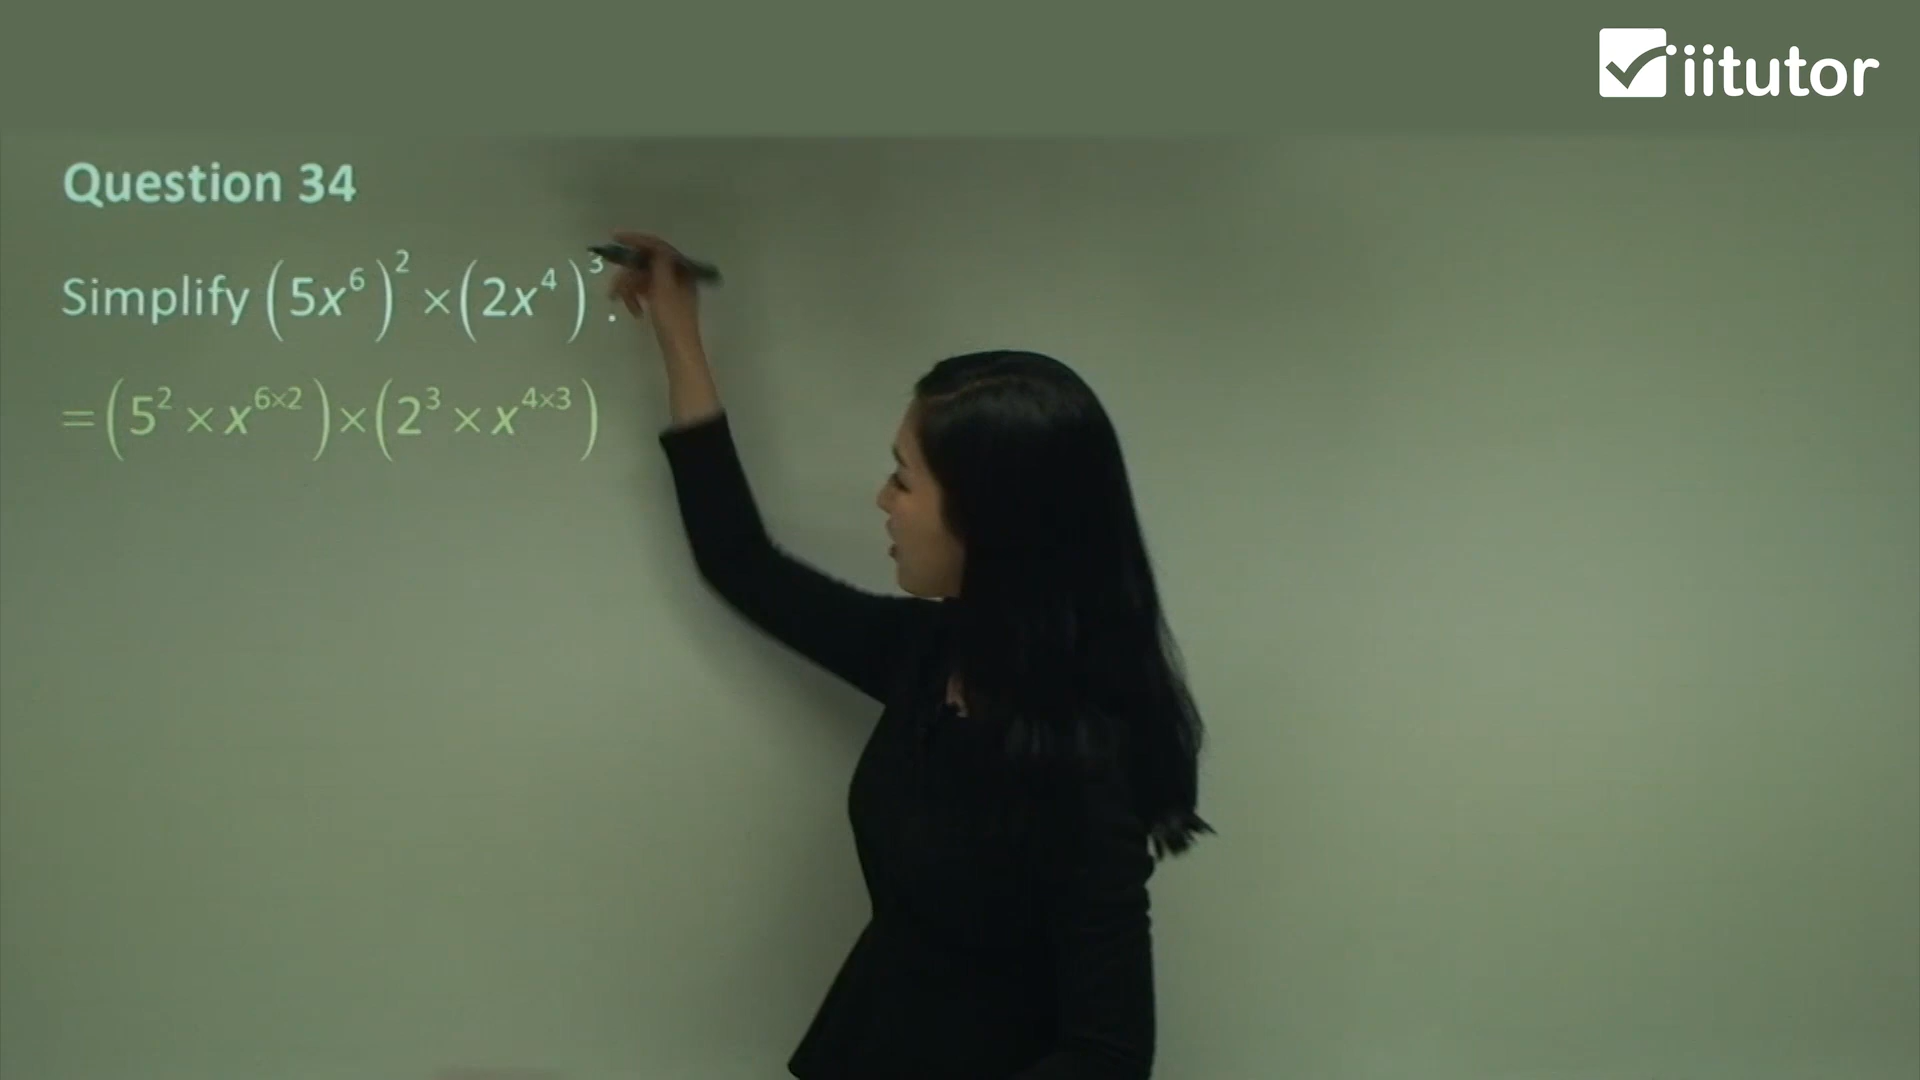 iitutor
Question 34
Simplify (5x⁶)² × (2x⁴)³.
= (5² × x⁶ˣ²) × (2³ × x⁴ˣ³)